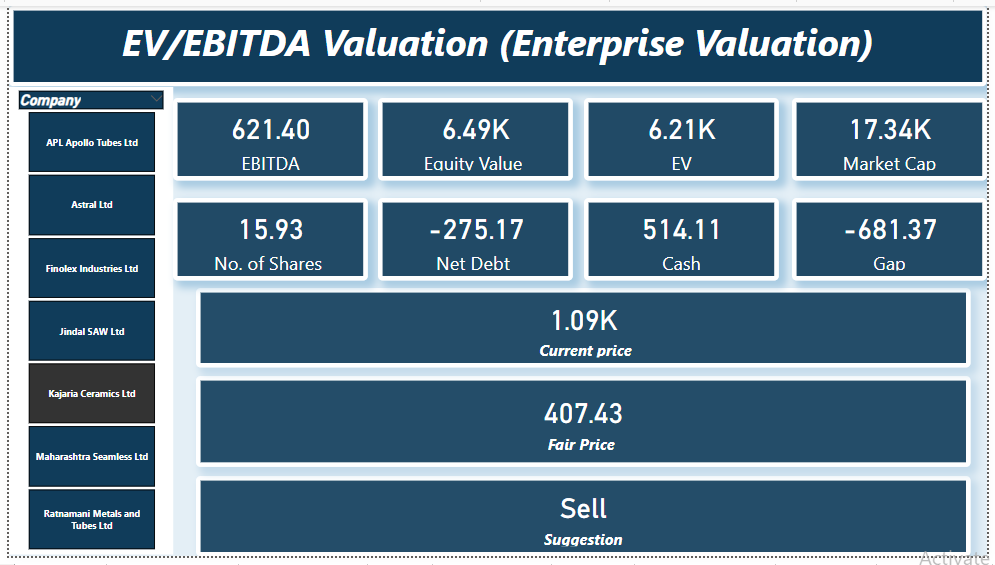 EV/EBITDA Valuation (Enterprise Valuation)
Company
APL Apollo Tubes Ltd
Astral Ltd
Finolex Industries Ltd
Jindal SAW Ltd
Kajaria Ceramics Ltd
Maharashtra Seamless Ltd
Ratnamani Metals and
Tubes Ltd
621.40
EBITDA
6.49K
Equity Value
6.21K
EV
17.34K
Market Cap
15.93
No. of Shares
-275.17
Net Debt
514.11
Cash
-681.37
Gap
1.09K
Current price
407.43
Fair Price
Sell
Suggestion
Activate